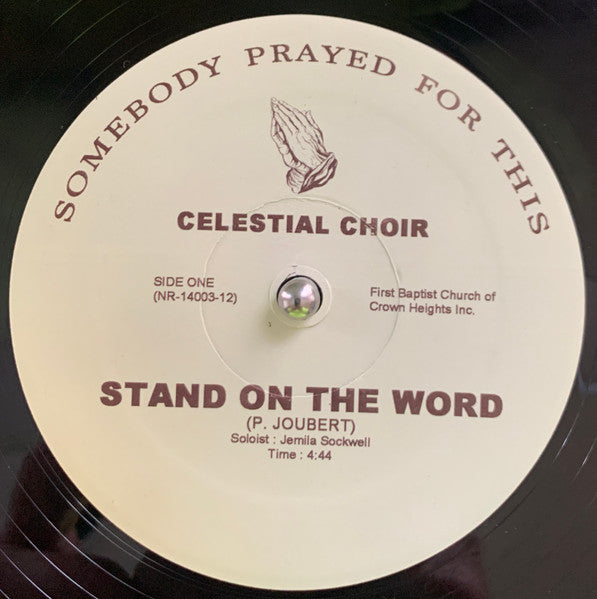 SOMEBODY PRAYED FOR THIS
CELESTIAL CHOIR
SIDE ONE
(NR-14003-12)
First Baptist Church of
Crown Heights Inc.
STAND ON THE WORD
(P. JOUBERT)
Soloist : Jemila Sockwell
Time : 4:44